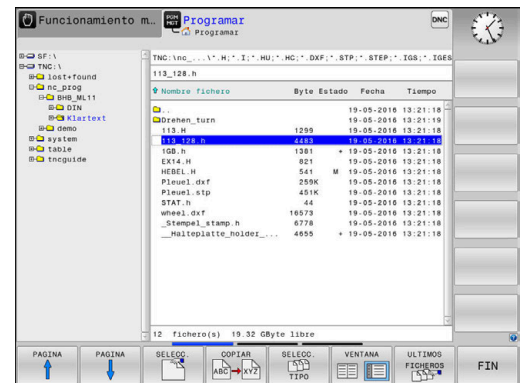 Funcionamiento m...
PGM
MGT
Programar
Programar
DNC
SF:\
TNC:\
lost+found
nc_prog
BHB_ML11
DIN
Klartext
demo
system
table
tncguide
TNC:\nc_...\*.H;*.I;*.HU;*.HC;*.DXF;*.STP;*.STEP;*.IGS;*.IGES
113_128.h
Nombre fichero Byte Estado Fecha Tiempo
.. 19-05-2016 13:21:18
Drehen_turn 19-05-2016 13:21:19
113.H 1299 19-05-2016 13:21:18
113_128.h 4483 19-05-2016 13:21:18
1GB.h 1381 + 19-05-2016 13:21:18
EX14.H 821 19-05-2016 13:21:18
HEBEL.H 541 M 19-05-2016 13:21:18
Pleuel.dxf 259K 19-05-2016 13:21:18
Pleuel.stp 451K 19-05-2016 13:21:18
STAT.h 44 19-05-2016 13:21:18
wheel.dxf 16573 19-05-2016 13:21:18
_Stempel_stamp.h 6778 19-05-2016 13:21:18
__Halteplatte_holder_... 4655 + 19-05-2016 13:21:18
12 fichero(s) 19.32 GByte libre
PAGINA
PAGINA
SELECC.
COPIAR
ABC XYZ
SELECC.
TIPO
VENTANA
ULTIMOS
FICHEROS
FIN